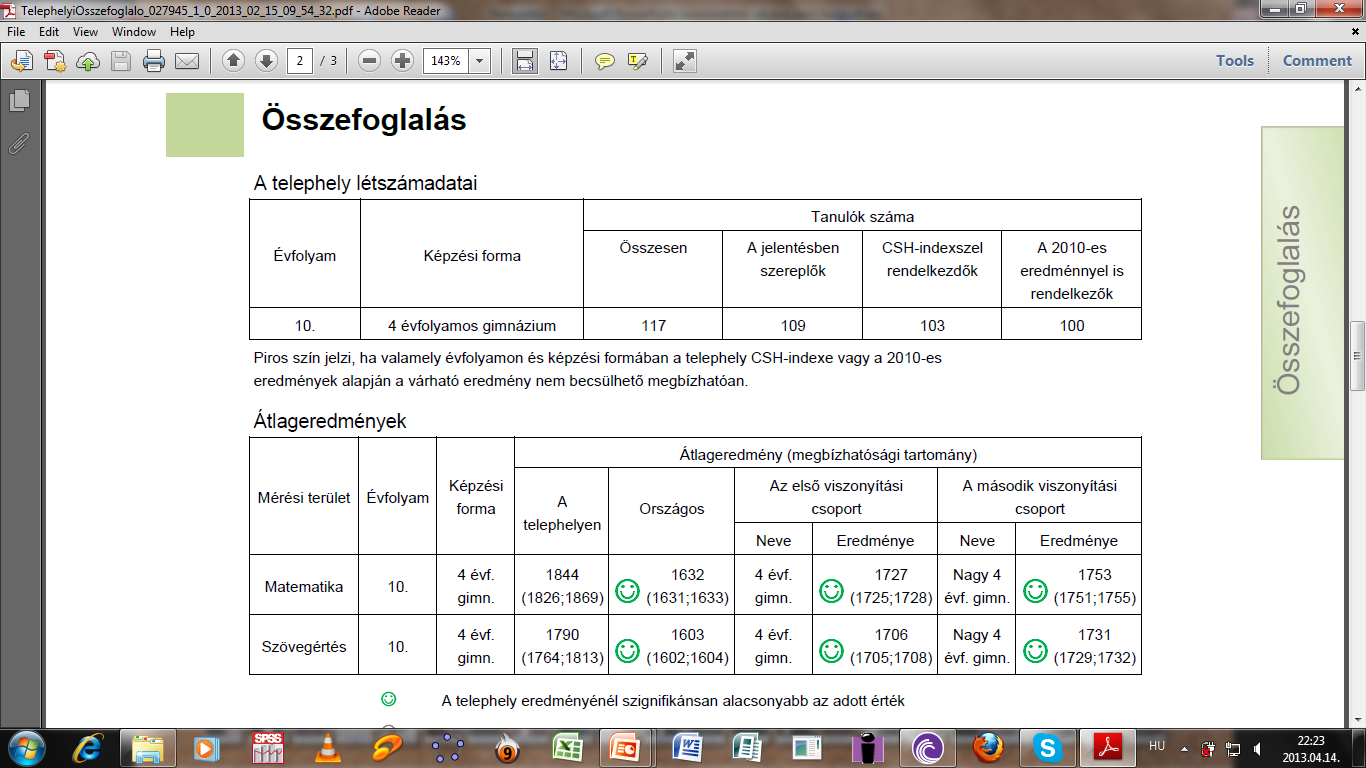 TelephelyiOsszefoglalo_027945_1_0_2013_02_15_09_54_32.pdf - Adobe Reader
File Edit View Window Help
2 / 3 143% Tools Comment
Összefoglalás
A telephely létszámadatai
Évfolyam
Képzési forma
Tanulók száma
Összesen
A jelentésben
szereplők
CSH-indexszel
rendelkezdők
A 2010-es
eredménnyel is
rendelkezők
10. 4 évfolyamos gimnázium 117 109 103 100
Piros szín jelzi, ha valamely évfolyamon és képzési formában a telephely CSH-indexe vagy a 2010-es
eredmények alapján a várható eredmény nem becsülhető megbízhatóan.
Átlageredmények
Mérési terület
Évfolyam
Képzési
forma
Átlageredmény (megbízhatósági tartomány)
A
telephelyen
Országos
Az első viszonyítási
csoport
A második viszonyítási
csoport
Neve Eredménye Neve Eredménye
Matematika 10.
4 évf.
gimn.
1844
(1826;1869)
1632
(1631;1633)
4 évf.
gimn.
1727
(1725;1728)
Nagy 4
évf. gimn.
1753
(1751;1755)
Szövegértés 10.
4 évf.
gimn.
1790
(1764;1813)
1603
(1602;1604)
4 évf.
gimn.
1706
(1705;1708)
Nagy 4
évf. gimn.
1731
(1729;1732)
A telephely eredményénél szignifikánsan alacsonyabb az adott érték
Összefoglalás
SPSS
9
HU
22:23
2013.04.14.